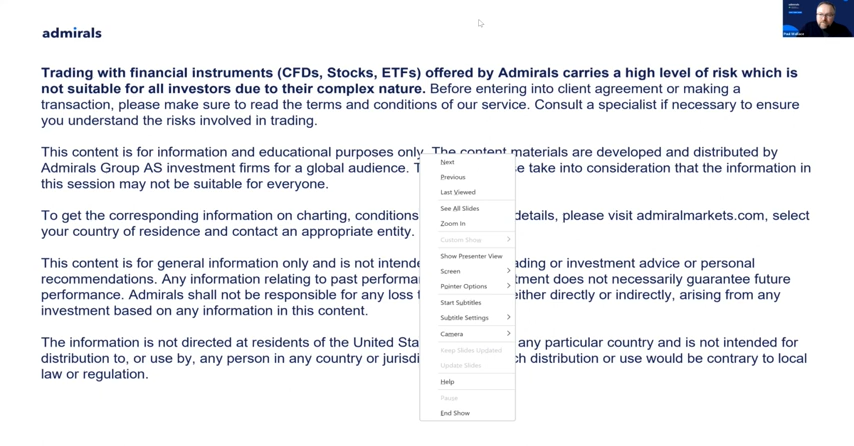 admirals
Trading with financial instruments (CFDs, Stocks, ETFs) offered by Admirals carries a high level of risk which is
not suitable for all investors due to their complex nature. Before entering into client agreement or making a
transaction, please make sure to read the terms and conditions of our service. Consult a specialist if necessary to ensure
you understand the risks involved in trading.
This content is for information and educational purposes only. The content materials are developed and distributed by
Admirals Group AS investment firms for a global audience. T se take into consideration that the information in
this session may not be suitable for everyone.
To get the corresponding information on charting, conditions details, please visit admiralmarkets.com, select
your country of residence and contact an appropriate entity.
This content is for general information only and is not intende ading or investment advice or personal
recommendations. Any information relating to past performa tment does not necessarily guarantee future
performance. Admirals shall not be responsible for any loss either directly or indirectly, arising from any
investment based on any information in this content.
The information is not directed at residents of the United Sta any particular country and is not intended for
distribution to, or use by, any person in any country or jurisdi ch distribution or use would be contrary to local
law or regulation.
Next
Previous
Last Viewed
See All Slides
Zoom In
Custom Show
Show Presenter View
Screen
Pointer Options
Start Subtitles
Subtitle Settings
Camera
Keep Slides Updated
Update Slides
Help
Pause
End Show